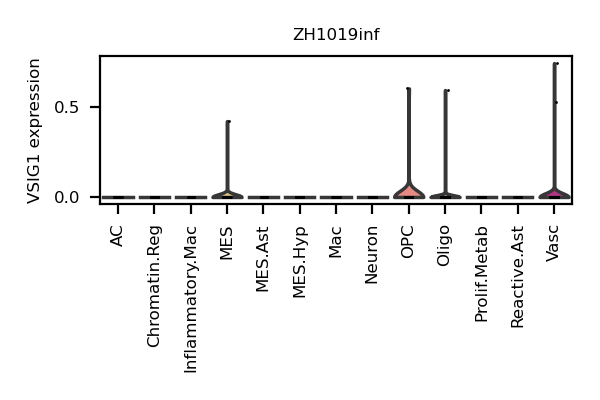 ZH1019inf
VSIG1 expression
0.5
0.0
AC
Chromatin.Reg
Inflammatory.Mac
MES
MES.Ast
MES.Hyp
Mac
Neuron
OPC
Oligo
Prolif.Metab
Reactive.Ast
Vasc